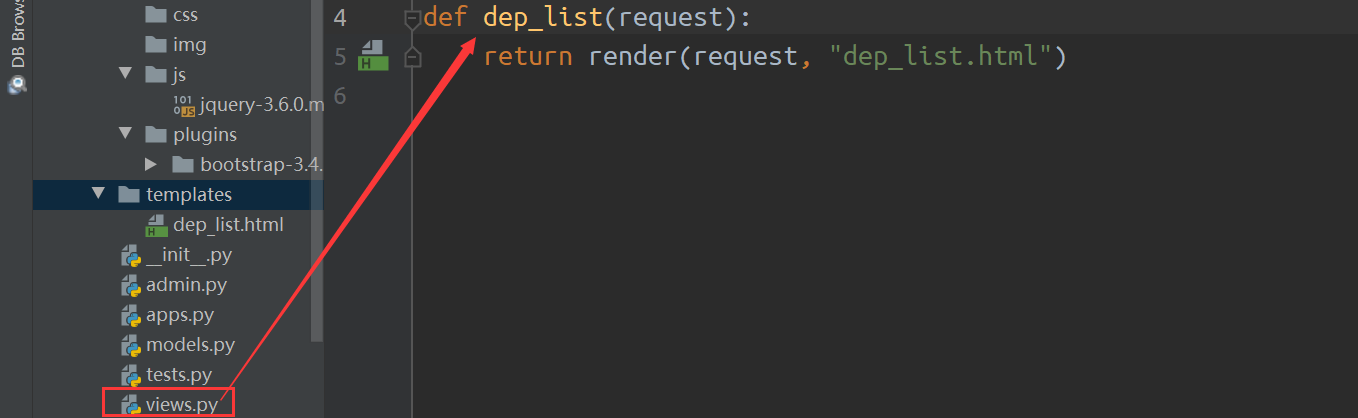 DB Brows
css
img
js
jquery-3.6.0.m
plugins
bootstrap-3.4.
templates
dep_list.html
__init__.py
admin.py
apps.py
models.py
tests.py
views.py
4 def dep_list(request):
5 return render(request, "dep_list.html")
6